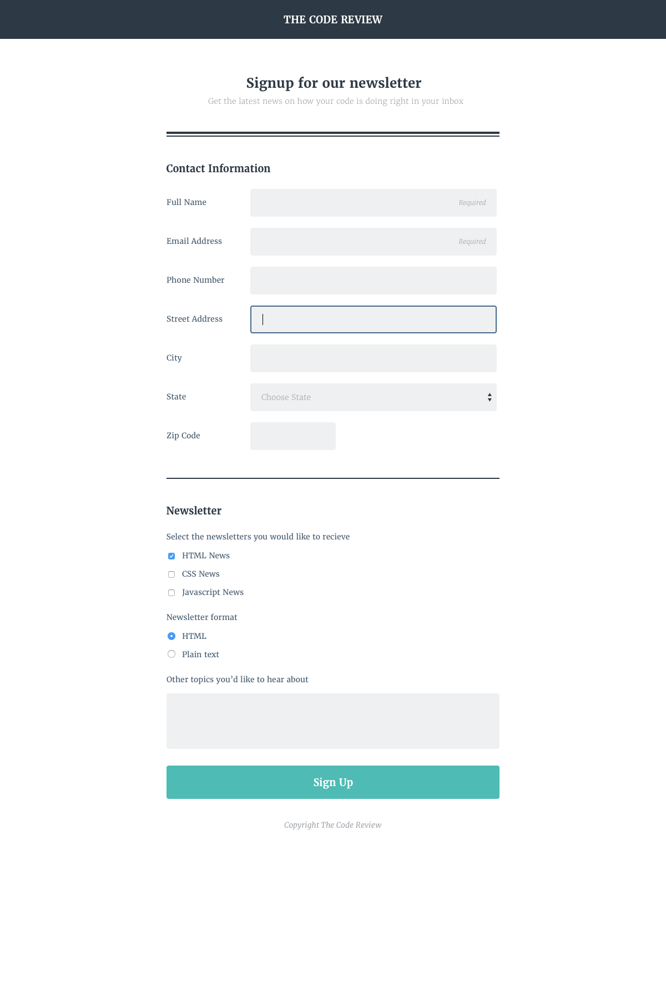 THE CODE REVIEW
Signup for our newsletter
Get the latest news on how your code is doing right in your inbox
Contact Information
Full Name
Required
Email Address
Required
Phone Number
Street Address
City
State
Choose State
Zip Code
Newsletter
Select the newsletters you would like to recieve
HTML News
CSS News
Javascript News
Newsletter format
HTML
Plain text
Other topics you’d like to hear about
Sign Up
Copyright The Code Review